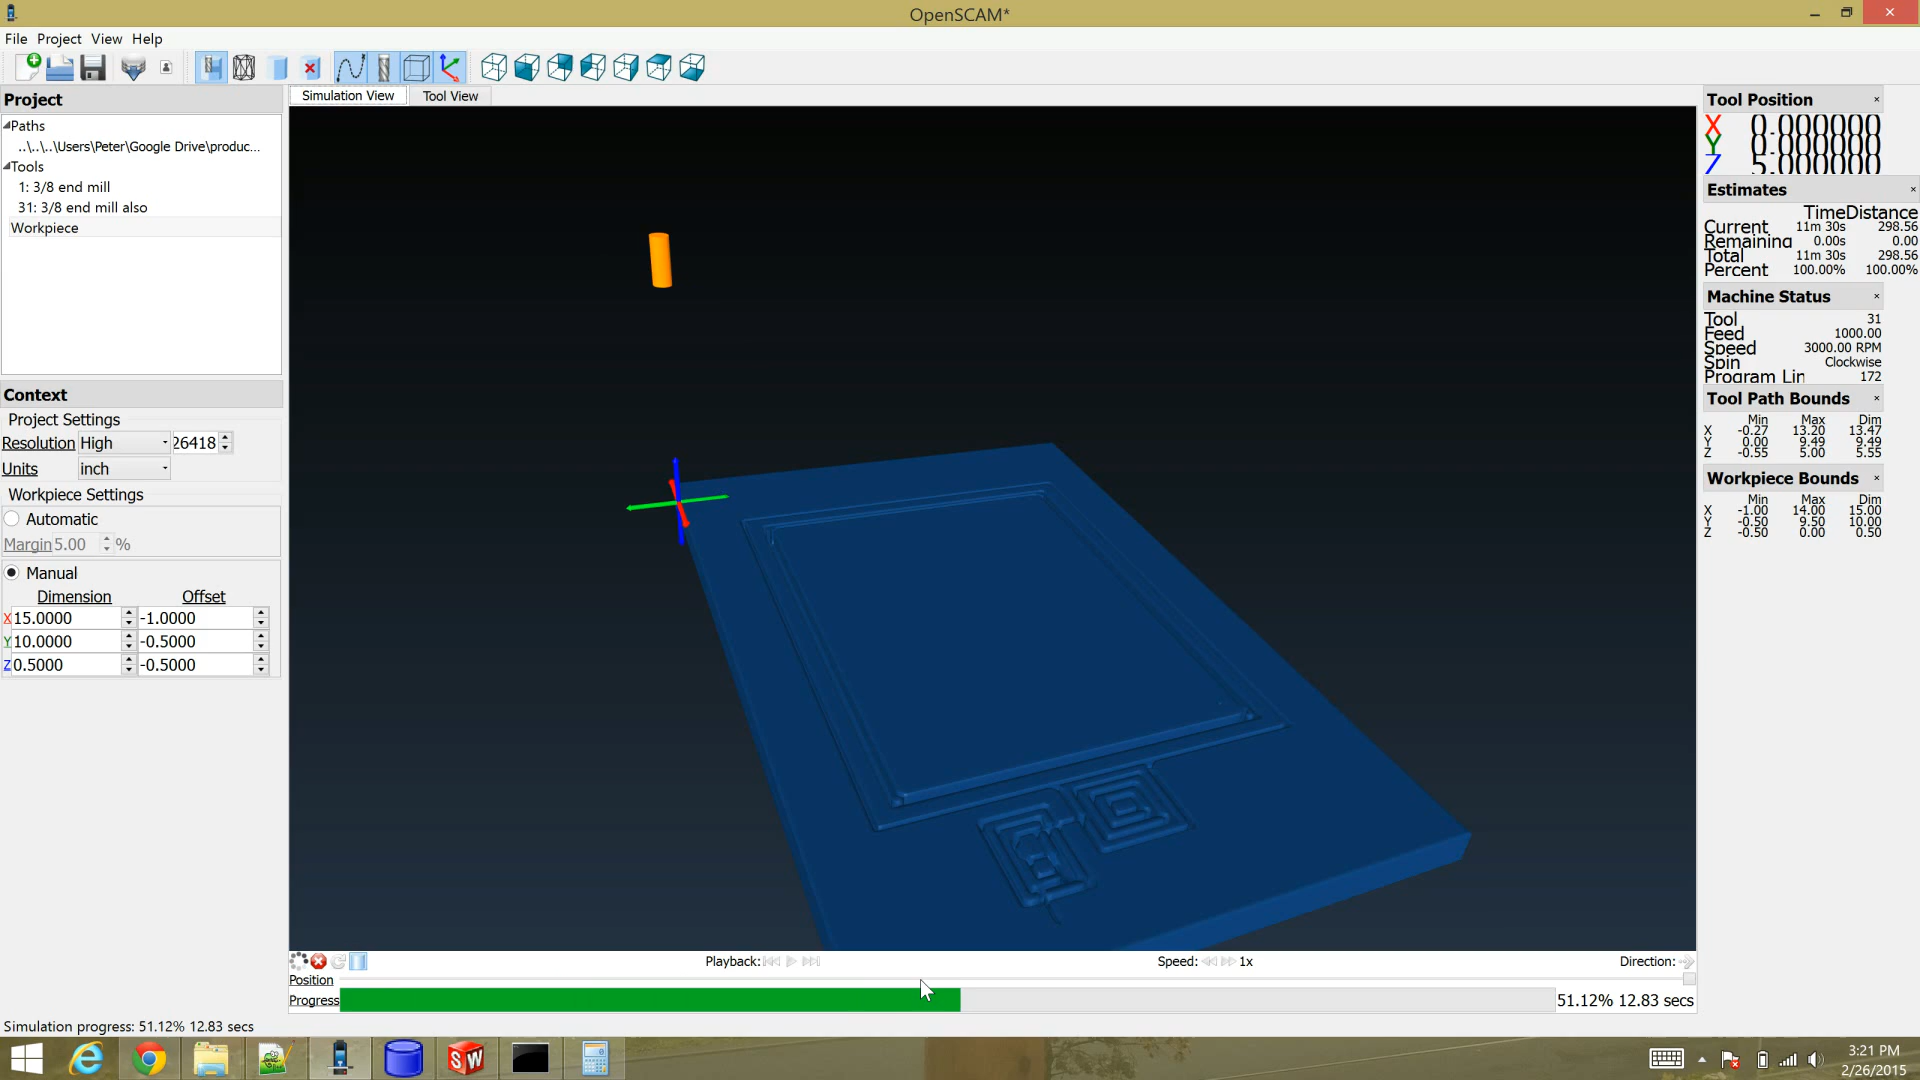 OpenSCAM*
File Project View Help
Project
Simulation View Tool View
Paths
..\..\..\Users\Peter\Google Drive\produc...
Tools
1: 3/8 end mill
31: 3/8 end mill also
Workpiece
Context
Project Settings
Resolution High 26418
Units inch
Workpiece Settings
Automatic
Margin 5.00 %
Manual
Dimension Offset
X 15.0000 -1.0000
Y 10.0000 -0.5000
Z 0.5000 -0.5000
Tool Position
X 0.000000
Y 0.000000
Z 5.000000
Estimates
Time Distance
Current 11m 30s 298.56
Remaining 0.00s 0.00
Total 11m 30s 298.56
Percent 100.00% 100.00%
Machine Status
Tool 31
Feed 1000.00
Speed 3000.00 RPM
Spin Clockwise
Program Lin 172
Tool Path Bounds
Min Max Dim
X -0.27 13.20 13.47
Y 0.00 9.49 9.49
Z -0.55 5.00 5.55
Workpiece Bounds
Min Max Dim
X -1.00 14.00 15.00
Y -0.50 9.50 10.00
Z -0.50 0.00 0.50
Playback: Speed: 1x Direction:
Position
Progress 51.12% 12.83 secs
Simulation progress: 51.12% 12.83 secs
SW
3:21 PM
2/26/2015